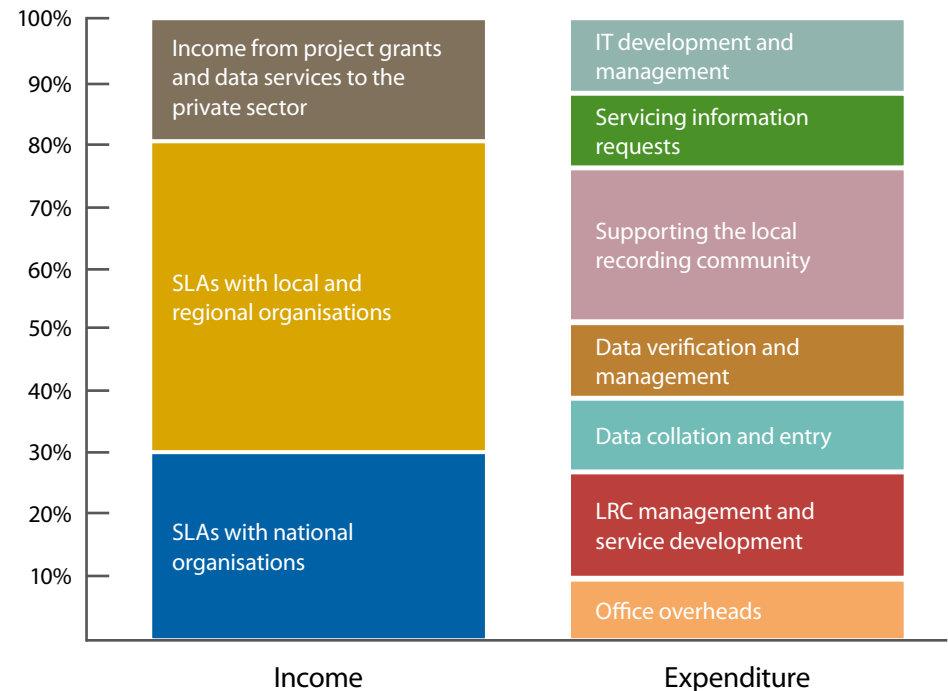 100%
90%
80%
70%
60%
50%
40%
30%
20%
10%
Income from project grants
and data services to the
private sector
SLAs with local and
regional organisations
SLAs with national
organisations
IT development and
management
Servicing information
requests
Supporting the local
recording community
Data verification and
management
Data collation and entry
LRC management and
service development
Office overheads
Income
Expenditure